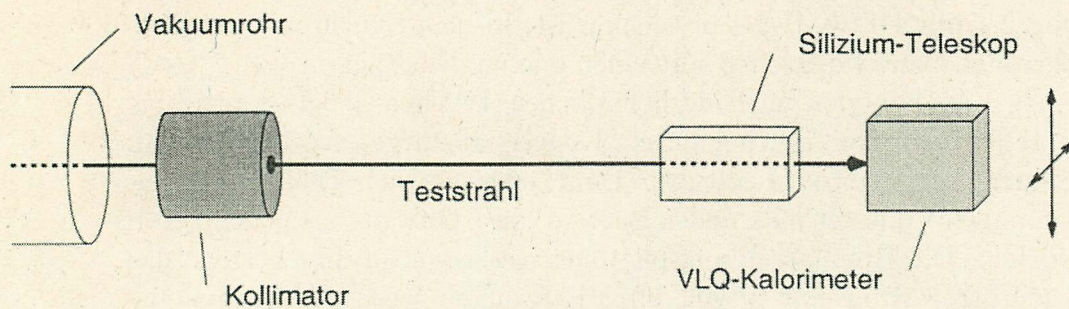 Vakuumrohr
Silizium-Teleskop
Teststrahl
Kollimator
VLQ-Kalorimeter